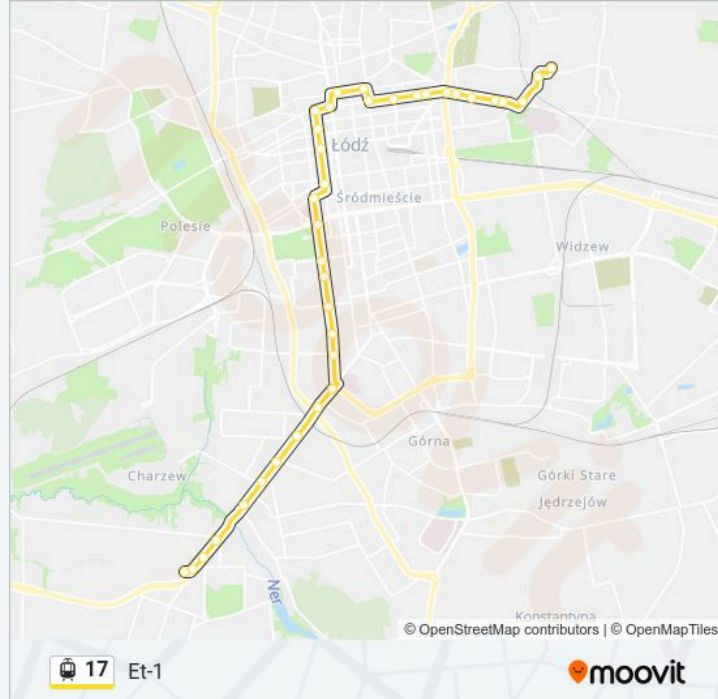 Łódź
Śródmieście
Polesie
Widzew
Górna
Charzew
Górki Stare
Jędrzejów
Ner
Konstantyna
© OpenStreetMap contributors | © OpenMapTiles
17 Et-1
moovit